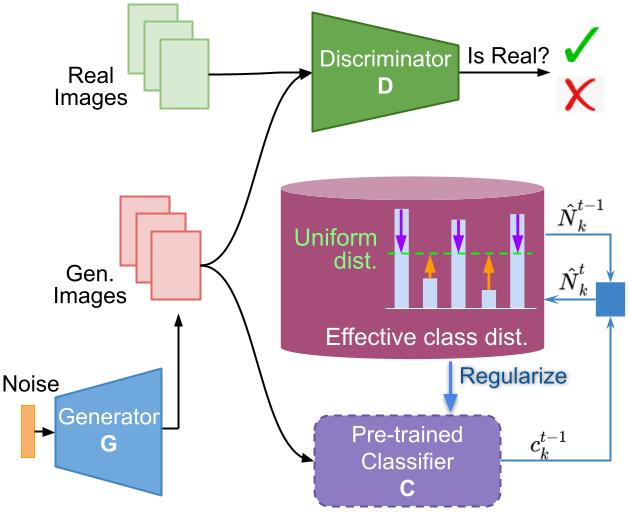 Real
Images
Discriminator
D
Is Real?
Uniform
dist.
Effective class dist.
$\hat{N}_k^{t-1}$
$\hat{N}_k^{t}$
Gen.
Images
Regularize
Noise
Generator
G
Pre-trained
Classifier
C
$c_k^{t-1}$